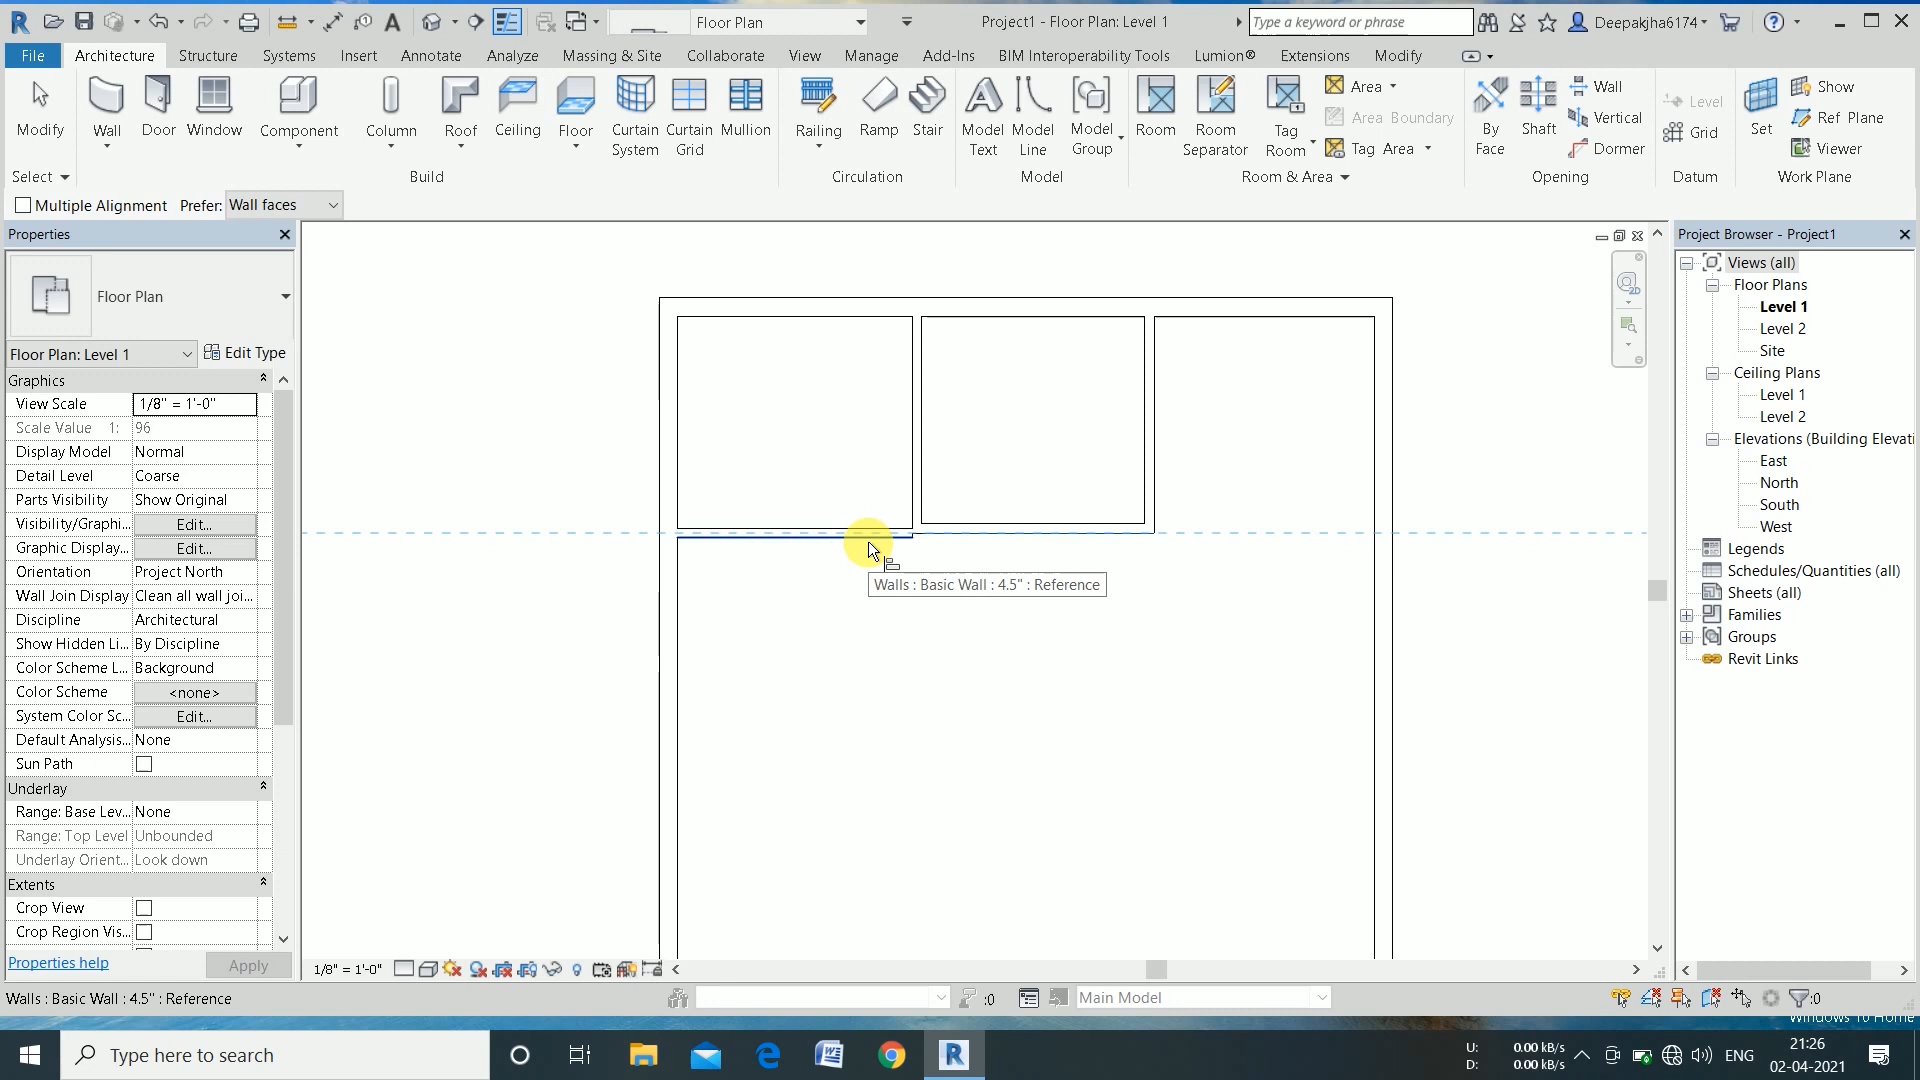 Floor Plan
Project1 - Floor Plan: Level 1
Type a keyword or phrase
Deepakjha6174
File Architecture Structure Systems Insert Annotate Analyze Massing & Site Collaborate View Manage Add-Ins BIM Interoperability Tools Lumion® Extensions Modify
Modify
Wall
Door
Window
Component
Column
Roof
Ceiling
Floor
Curtain System
Curtain Grid
Mullion
Railing
Ramp
Stair
Model Text
Model Line
Model Group
Room
Room Separator
Tag Room
Area
Area Boundary
Tag Area
By Face
Shaft
Wall
Vertical
Dormer
Level
Grid
Set
Show
Ref Plane
Viewer
Select
Build
Circulation
Model
Room & Area
Opening
Datum
Work Plane
Multiple Alignment Prefer: Wall faces
Properties
Floor Plan
Floor Plan: Level 1 Edit Type
Graphics
View Scale 1/8" = 1'-0"
Scale Value 1: 96
Display Model Normal
Detail Level Coarse
Parts Visibility Show Original
Visibility/Graphi... Edit...
Graphic Display... Edit...
Orientation Project North
Wall Join Display Clean all wall joi...
Discipline Architectural
Show Hidden Li... By Discipline
Color Scheme L... Background
Color Scheme <none>
System Color Sc... Edit...
Default Analysis... None
Sun Path
Underlay
Range: Base Lev... None
Range: Top Level Unbounded
Underlay Orient... Look down
Extents
Crop View
Crop Region Vis...
Properties help Apply
2D
Walls : Basic Wall : 4.5" : Reference
Project Browser - Project1
Views (all)
Floor Plans
Level 1
Level 2
Site
Ceiling Plans
Level 1
Level 2
Elevations (Building Elevati
East
North
South
West
Legends
Schedules/Quantities (all)
Sheets (all)
Families
Groups
Revit Links
1/8" = 1'-0"
Walls : Basic Wall : 4.5" : Reference
:0
Main Model
:0
Windows 10 Home
Type here to search
U: 0.00 kB/s
D: 0.00 kB/s
ENG
21:26
02-04-2021